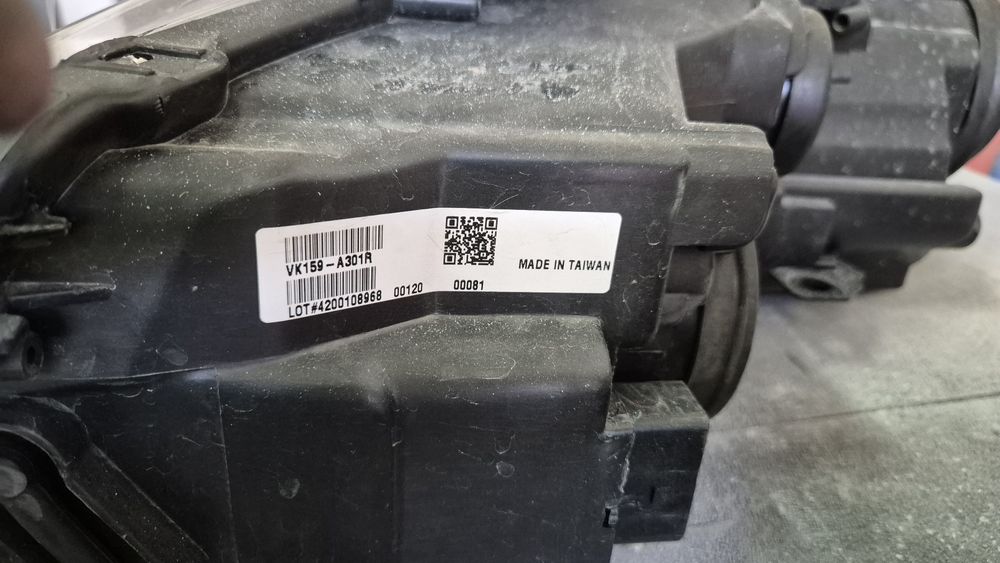 VK159-A301R
LOT#4200108968 00120 00081
MADE IN TAIWAN